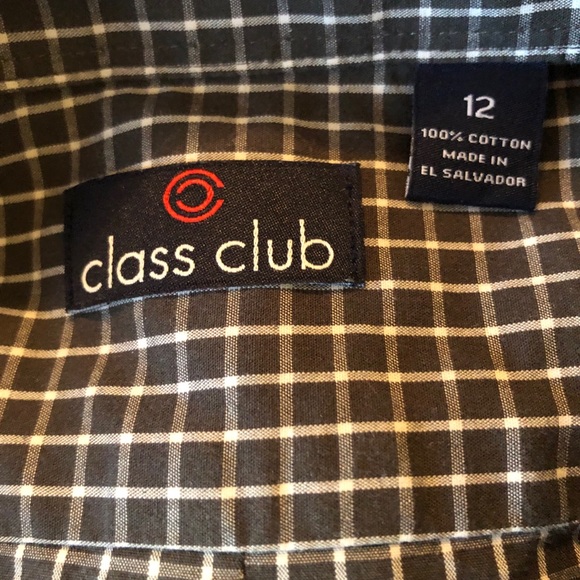 12
100% COTTON
MADE IN
EL SALVADOR
class club